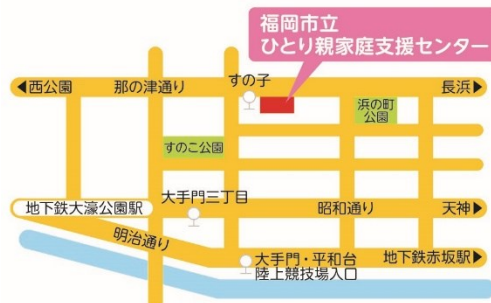 福岡市立
ひとり親家庭支援センター
◀西公園
那の津通り
すの子
長浜▶
浜の町
公園
すのこ公園
大手門三丁目
地下鉄大濠公園駅
昭和通り
天神▶
明治通り
大手門・平和台
陸上競技場入口
地下鉄赤坂駅▶